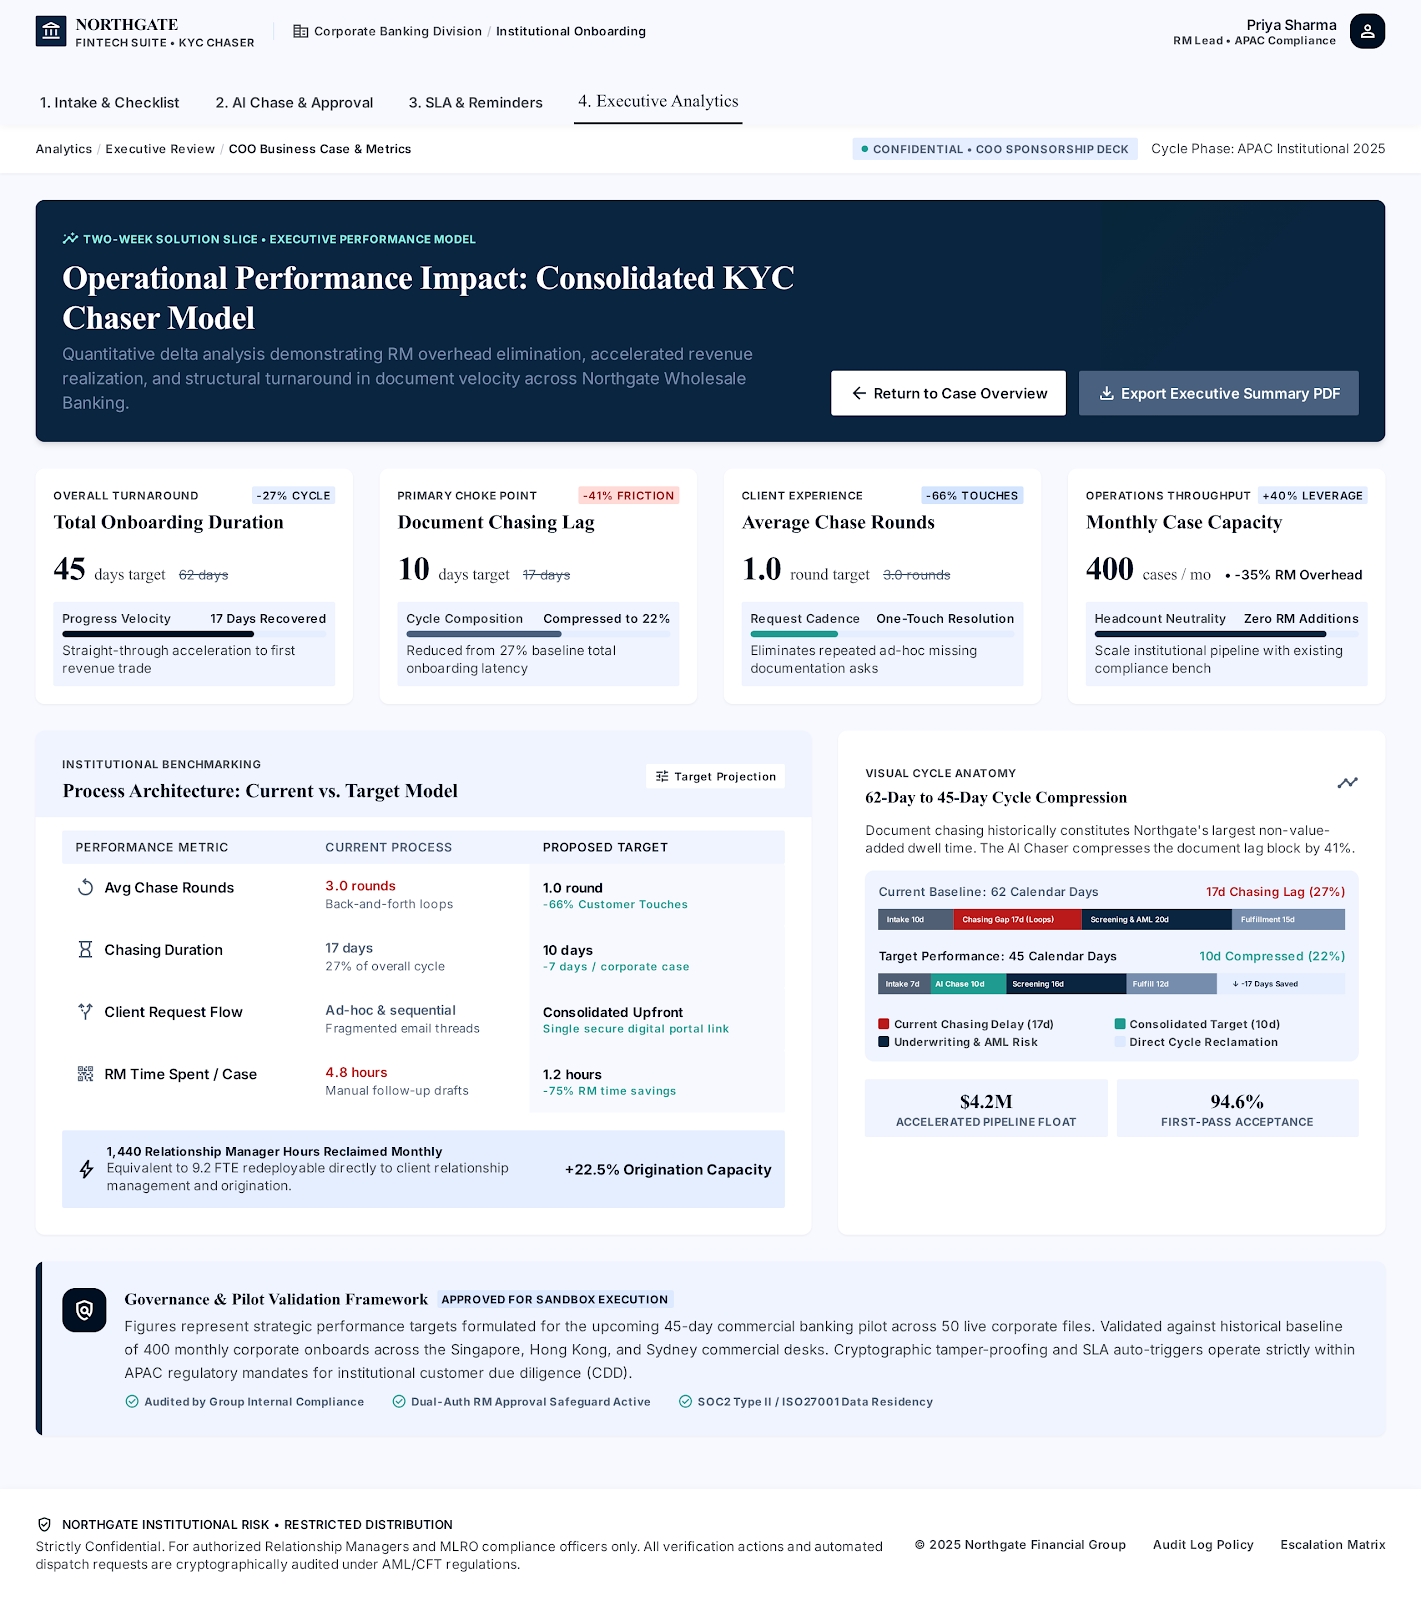 NORTHGATE
FINTECH SUITE • KYC CHASER
Corporate Banking Division / Institutional Onboarding
Priya Sharma
RM Lead • APAC Compliance
1. Intake & Checklist
2. AI Chase & Approval
3. SLA & Reminders
4. Executive Analytics
Analytics / Executive Review / COO Business Case & Metrics
CONFIDENTIAL • COO SPONSORSHIP DECK
Cycle Phase: APAC Institutional 2025
TWO-WEEK SOLUTION SLICE • EXECUTIVE PERFORMANCE MODEL
Operational Performance Impact: Consolidated KYC
Chaser Model
Quantitative delta analysis demonstrating RM overhead elimination, accelerated revenue
realization, and structural turnaround in document velocity across Northgate Wholesale
Banking.
Return to Case Overview
Export Executive Summary PDF
OVERALL TURNAROUND
-27% CYCLE
Total Onboarding Duration
45 days target 62 days
Progress Velocity
17 Days Recovered
Straight-through acceleration to first
revenue trade
PRIMARY CHOKE POINT
-41% FRICTION
Document Chasing Lag
10 days target 17 days
Cycle Composition
Compressed to 22%
Reduced from 27% baseline total
onboarding latency
CLIENT EXPERIENCE
-66% TOUCHES
Average Chase Rounds
1.0 round target 3.0 rounds
Request Cadence
One-Touch Resolution
Eliminates repeated ad-hoc missing
documentation asks
OPERATIONS THROUGHPUT
+40% LEVERAGE
Monthly Case Capacity
400 cases / mo • -35% RM Overhead
Headcount Neutrality
Zero RM Additions
Scale institutional pipeline with existing
compliance bench
INSTITUTIONAL BENCHMARKING
Process Architecture: Current vs. Target Model
Target Projection
PERFORMANCE METRIC
CURRENT PROCESS
PROPOSED TARGET
Avg Chase Rounds
3.0 rounds
Back-and-forth loops
1.0 round
-66% Customer Touches
Chasing Duration
17 days
27% of overall cycle
10 days
-7 days / corporate case
Client Request Flow
Ad-hoc & sequential
Fragmented email threads
Consolidated Upfront
Single secure digital portal link
RM Time Spent / Case
4.8 hours
Manual follow-up drafts
1.2 hours
-75% RM time savings
1,440 Relationship Manager Hours Reclaimed Monthly
Equivalent to 9.2 FTE redeployable directly to client relationship
management and origination.
+22.5% Origination Capacity
VISUAL CYCLE ANATOMY
62-Day to 45-Day Cycle Compression
Document chasing historically constitutes Northgate's largest non-value-
added dwell time. The AI Chaser compresses the document lag block by 41%.
Current Baseline: 62 Calendar Days
17d Chasing Lag (27%)
Intake 10d
Chasing Gap 17d (Loops)
Screening & AML 20d
Fulfillment 15d
Target Performance: 45 Calendar Days
10d Compressed (22%)
Intake 7d
AI Chase 10d
Screening 16d
Fulfill 12d
↓ -17 Days Saved
Current Chasing Delay (17d)
Consolidated Target (10d)
Underwriting & AML Risk
Direct Cycle Reclamation
$4.2M
ACCELERATED PIPELINE FLOAT
94.6%
FIRST-PASS ACCEPTANCE
Governance & Pilot Validation Framework
APPROVED FOR SANDBOX EXECUTION
Figures represent strategic performance targets formulated for the upcoming 45-day commercial banking pilot across 50 live corporate files. Validated against historical baseline
of 400 monthly corporate onboards across the Singapore, Hong Kong, and Sydney commercial desks. Cryptographic tamper-proofing and SLA auto-triggers operate strictly within
APAC regulatory mandates for institutional customer due diligence (CDD).
Audited by Group Internal Compliance
Dual-Auth RM Approval Safeguard Active
SOC2 Type II / ISO27001 Data Residency
NORTHGATE INSTITUTIONAL RISK • RESTRICTED DISTRIBUTION
Strictly Confidential. For authorized Relationship Managers and MLRO compliance officers only. All verification actions and automated
dispatch requests are cryptographically audited under AML/CFT regulations.
© 2025 Northgate Financial Group
Audit Log Policy
Escalation Matrix